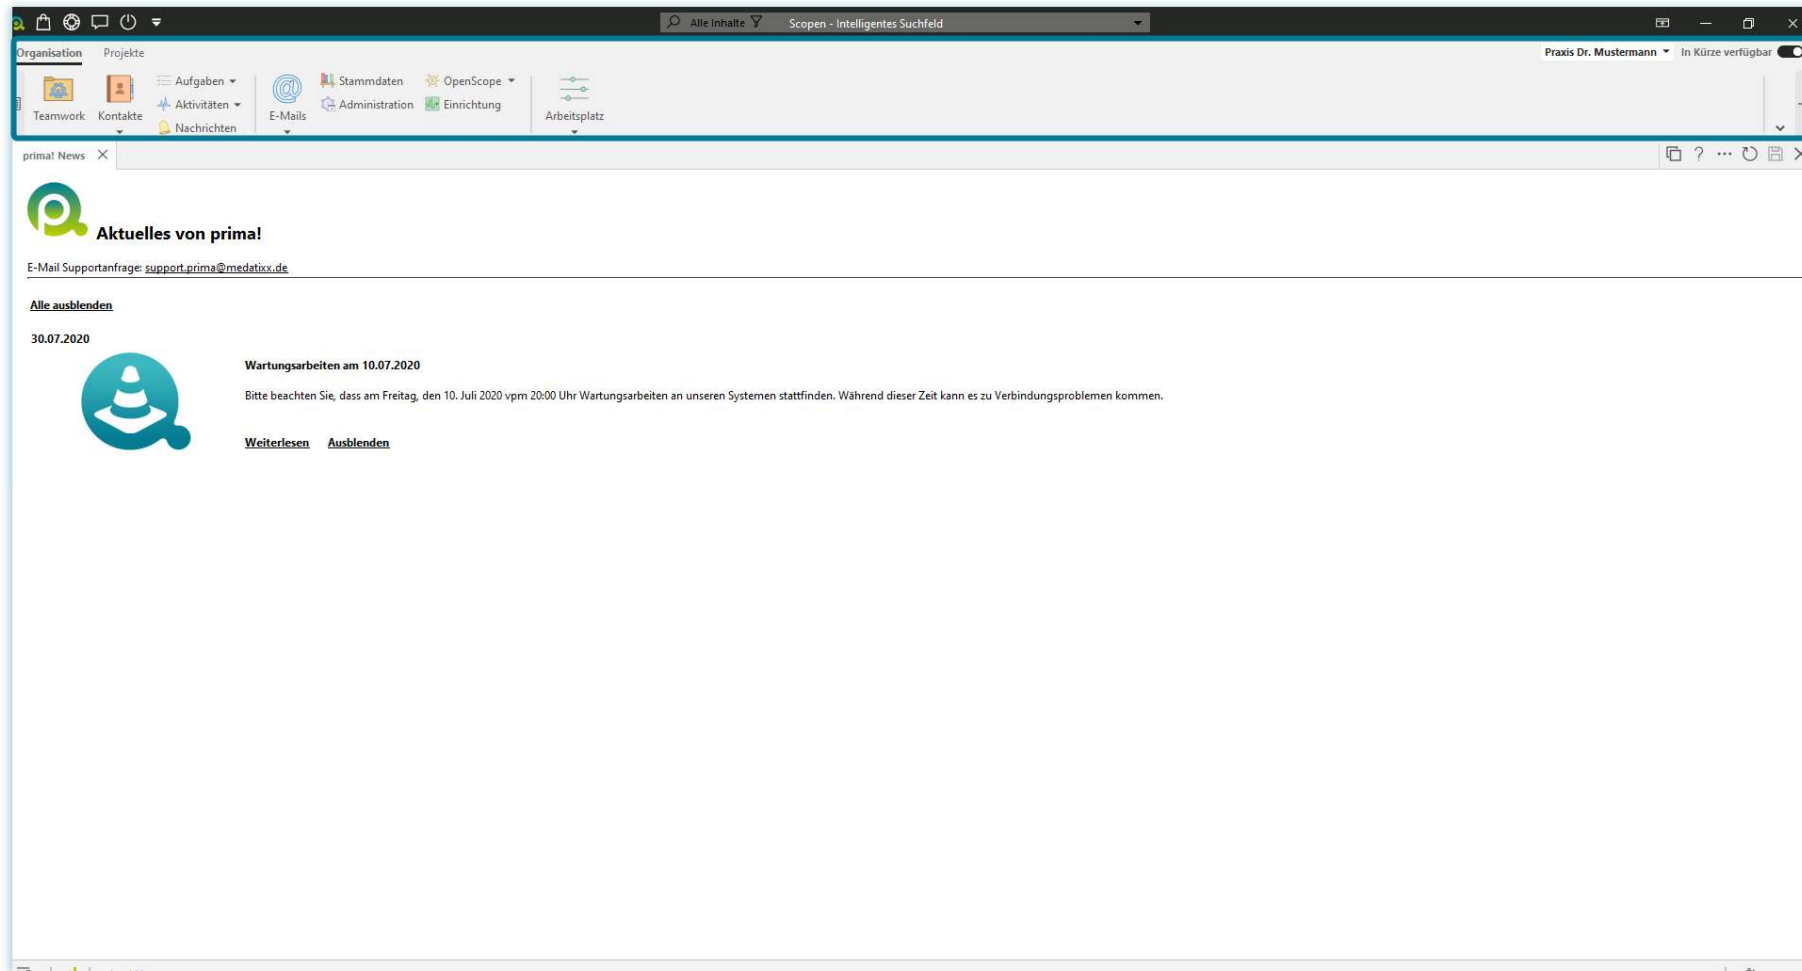 Alle Inhalte Scopen - Intelligentes Suchfeld
Organisation Projekte Praxis Dr. Mustermann In Kürze verfügbar
Teamwork Kontakte Aufgaben Aktivitäten Nachrichten E-Mails Stammdaten Administration OpenScope Einrichtung Arbeitsplatz
prima! News
Aktuelles von prima!
E-Mail Supportanfrage: support.prima@medatixx.de
Alle ausblenden
30.07.2020
Wartungsarbeiten am 10.07.2020
Bitte beachten Sie, dass am Freitag, den 10. Juli 2020 vpm 20:00 Uhr Wartungsarbeiten an unseren Systemen stattfinden. Während dieser Zeit kann es zu Verbindungsproblemen kommen.
Weiterlesen Ausblenden